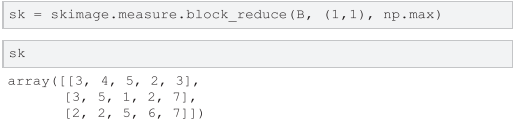 sk = skimage.measure.block_reduce(B, (1,1), np.max)
sk
array([[3, 4, 5, 2, 3],
       [3, 5, 1, 2, 7],
       [2, 2, 5, 6, 7]])